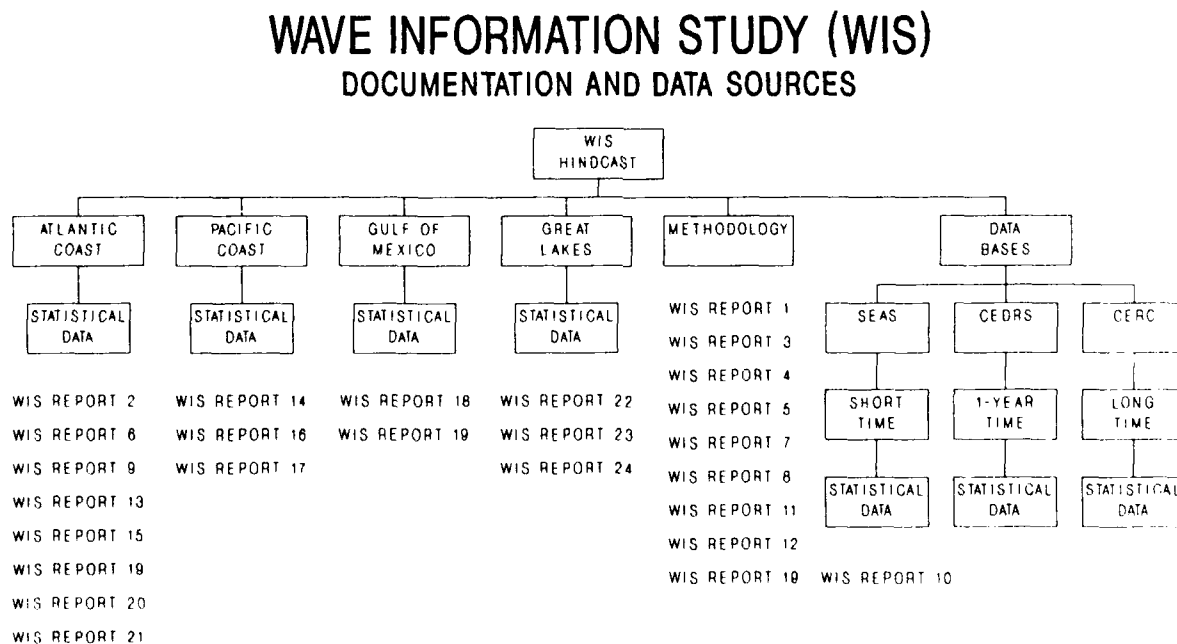 WAVE INFORMATION STUDY (WIS)
DOCUMENTATION AND DATA SOURCES
WIS
HINDCAST
ATLANTIC
COAST
PACIFIC
COAST
GULF OF
MEXICO
GREAT
LAKES
METHODOLOGY
DATA
BASES
STATISTICAL
DATA
STATISTICAL
DATA
STATISTICAL
DATA
STATISTICAL
DATA
SEAS
CEDRS
CERC
SHORT
TIME
1-YEAR
TIME
LONG
TIME
STATISTICAL
DATA
STATISTICAL
DATA
STATISTICAL
DATA
WIS REPORT 2
WIS REPORT 6
WIS REPORT 9
WIS REPORT 13
WIS REPORT 15
WIS REPORT 19
WIS REPORT 20
WIS REPORT 21
WIS REPORT 14
WIS REPORT 16
WIS REPORT 17
WIS REPORT 18
WIS REPORT 19
WIS REPORT 22
WIS REPORT 23
WIS REPORT 24
WIS REPORT 1
WIS REPORT 3
WIS REPORT 4
WIS REPORT 5
WIS REPORT 7
WIS REPORT 8
WIS REPORT 11
WIS REPORT 12
WIS REPORT 19
WIS REPORT 10